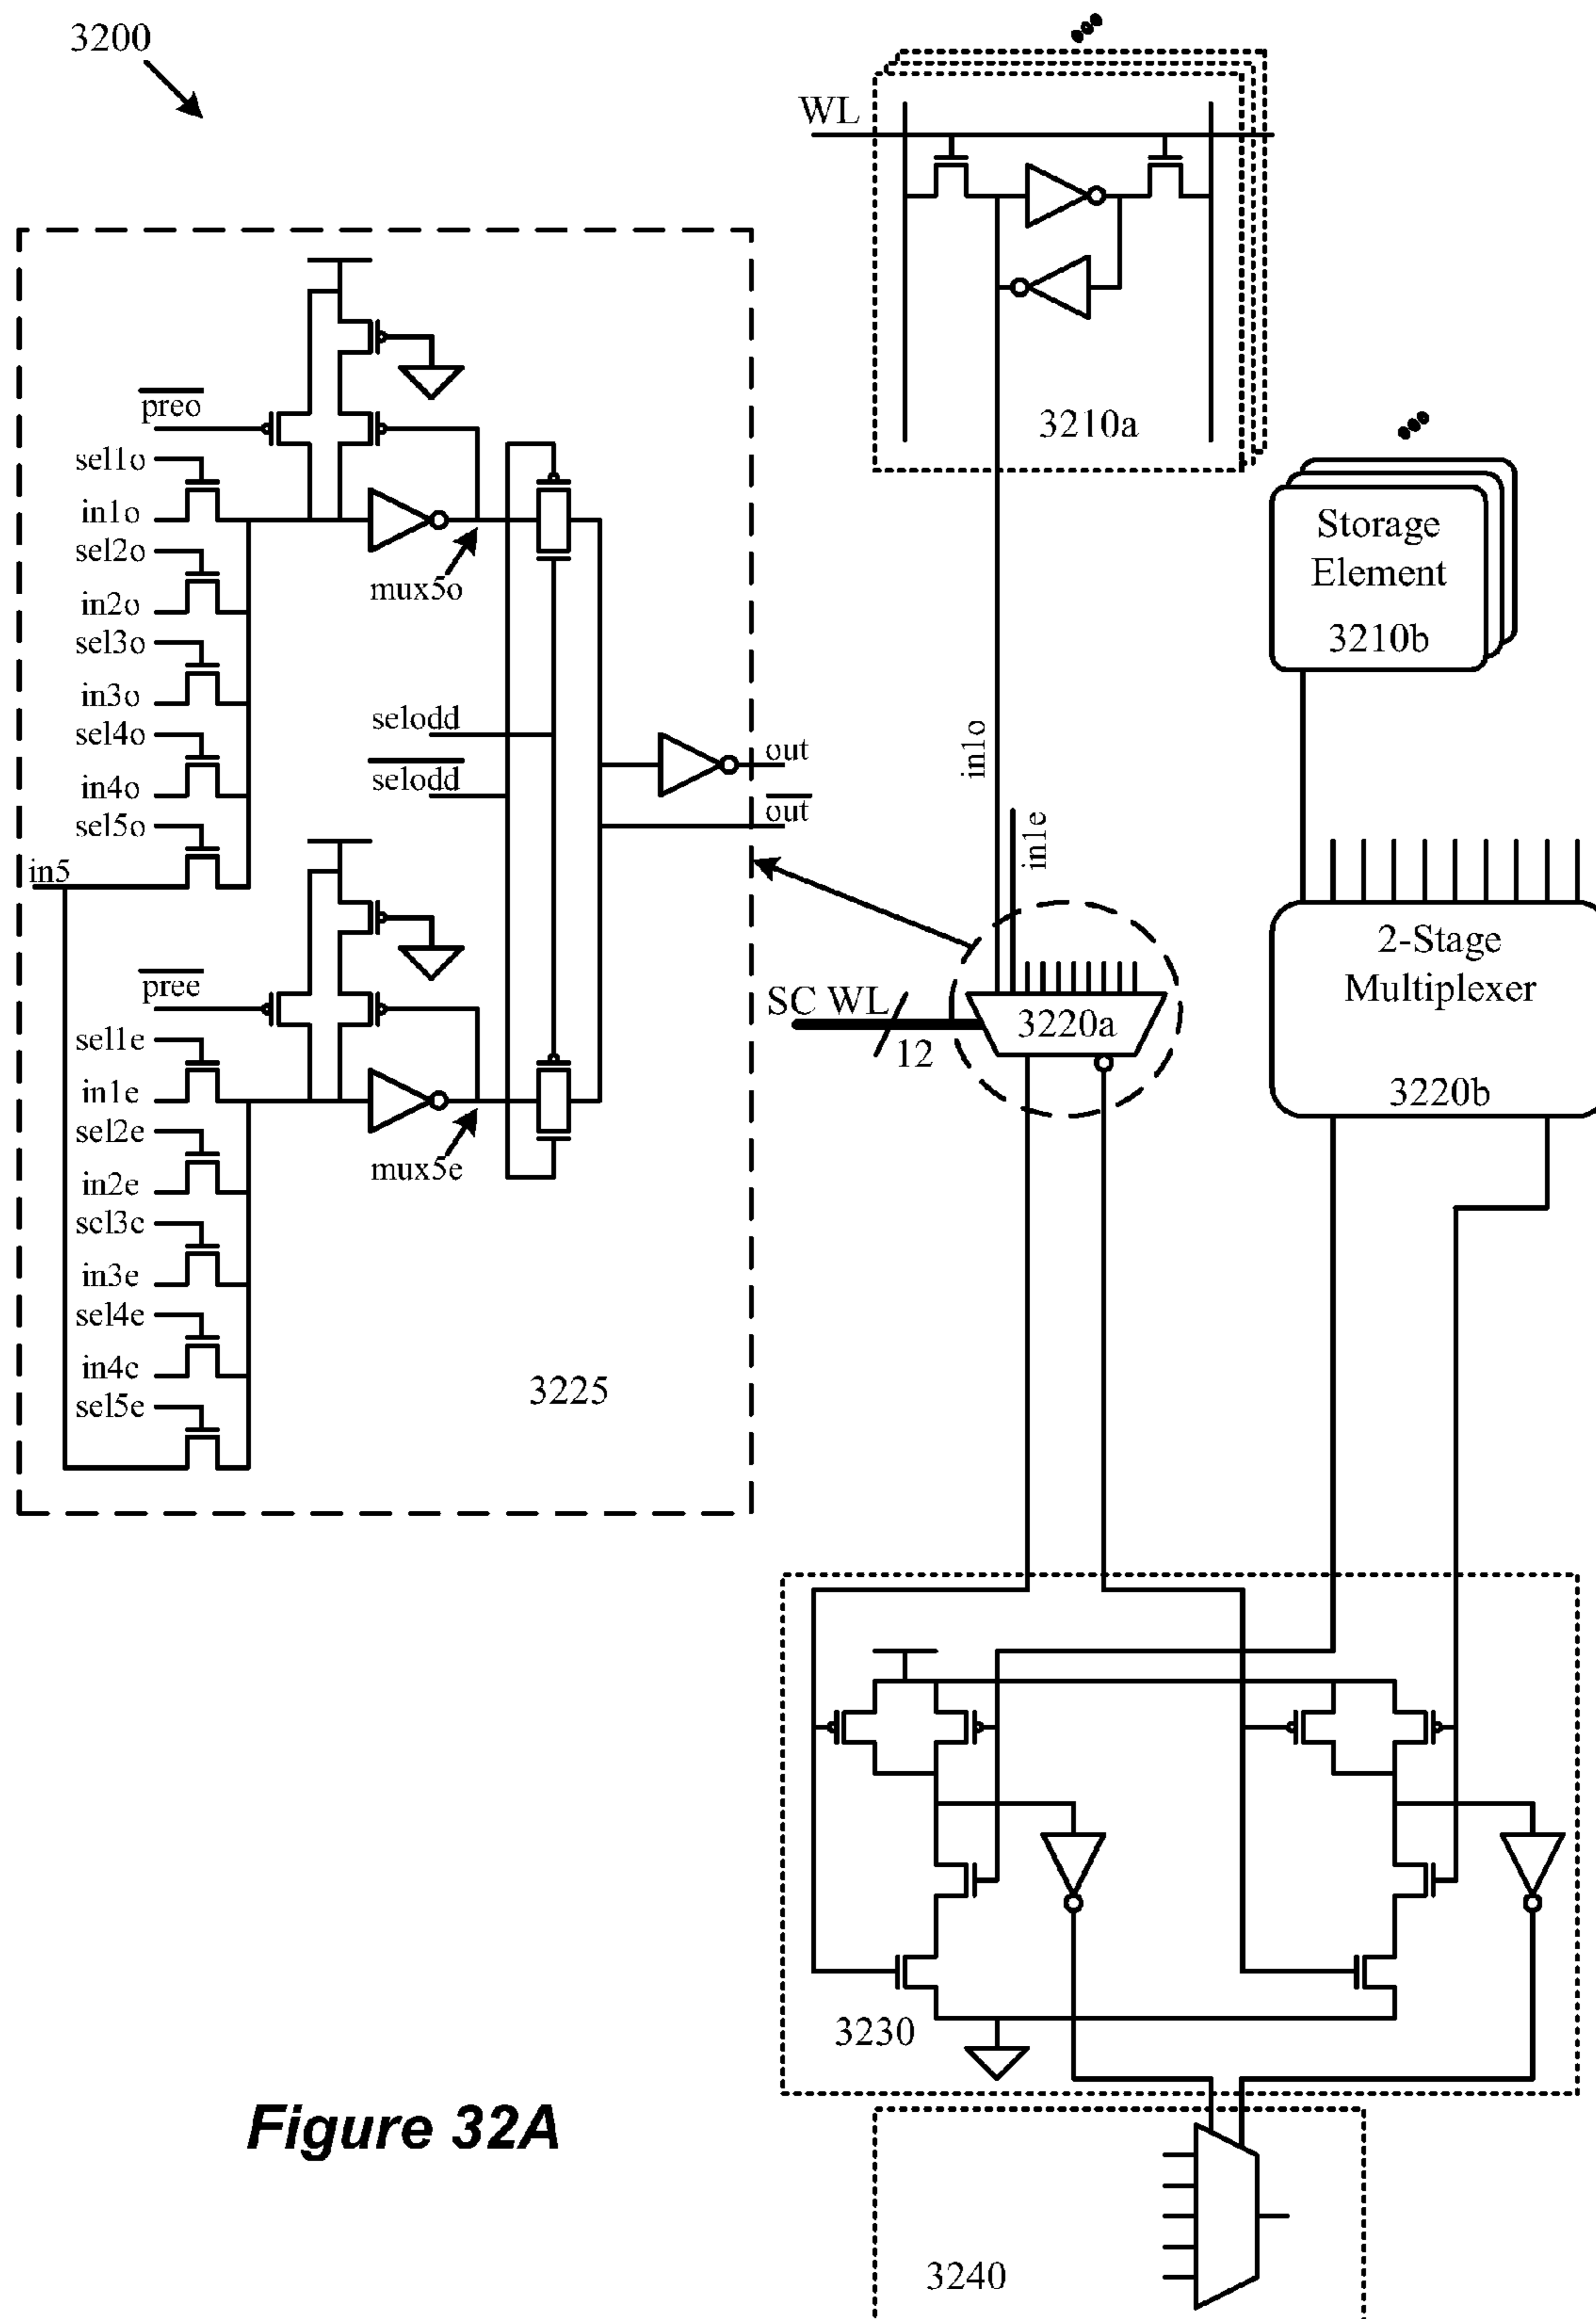 3200
WL
3210a
Storage
Element
3210b
preo
sel1o
in1o
sel2o
in2o
sel3o
in3o
sel4o
in4o
sel5o
in5
mux5o
selodd
selodd
out
out
pree
sel1e
in1e
sel2e
in2e
sel3e
in3e
sel4e
in4e
sel5e
mux5e
3225
in1o
in1e
SC WL
12
3220a
2-Stage
Multiplexer
3220b
3230
3240
Figure 32A